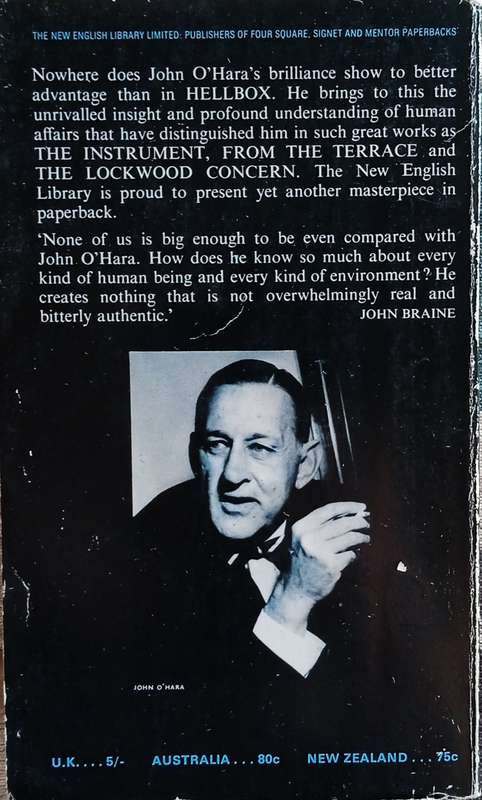 THE NEW ENGLISH LIBRARY LIMITED: PUBLISHERS OF FOUR SQUARE, SIGNET AND MENTOR PAPERBACKS
Nowhere does John O'Hara's brilliance show to better
advantage than in HELLBOX. He brings to this the
unrivalled insight and profound understanding of human
affairs that have distinguished him in such great works as
THE INSTRUMENT, FROM THE TERRACE and
THE LOCKWOOD CONCERN. The New English
Library is proud to present yet another masterpiece in
paperback.
'None of us is big enough to be even compared with
John O'Hara. How does he know so much about every
kind of human being and every kind of environment? He
creates nothing that is not overwhelmingly real and
bitterly authentic.' JOHN BRAINE
JOHN O'HARA
U.K. . . . 5/- AUSTRALIA . . . 80c NEW ZEALAND . . . 75c